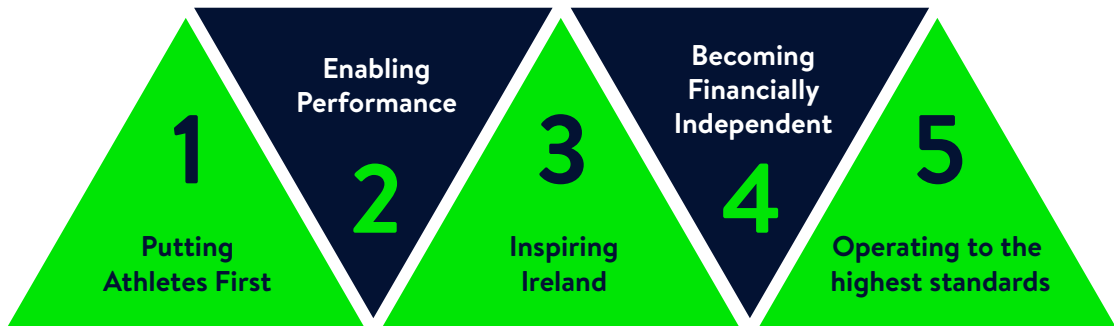 1
Putting
Athletes First
Enabling
Performance
2
3
Inspiring
Ireland
Becoming
Financially
Independent
4
5
Operating to the
highest standards